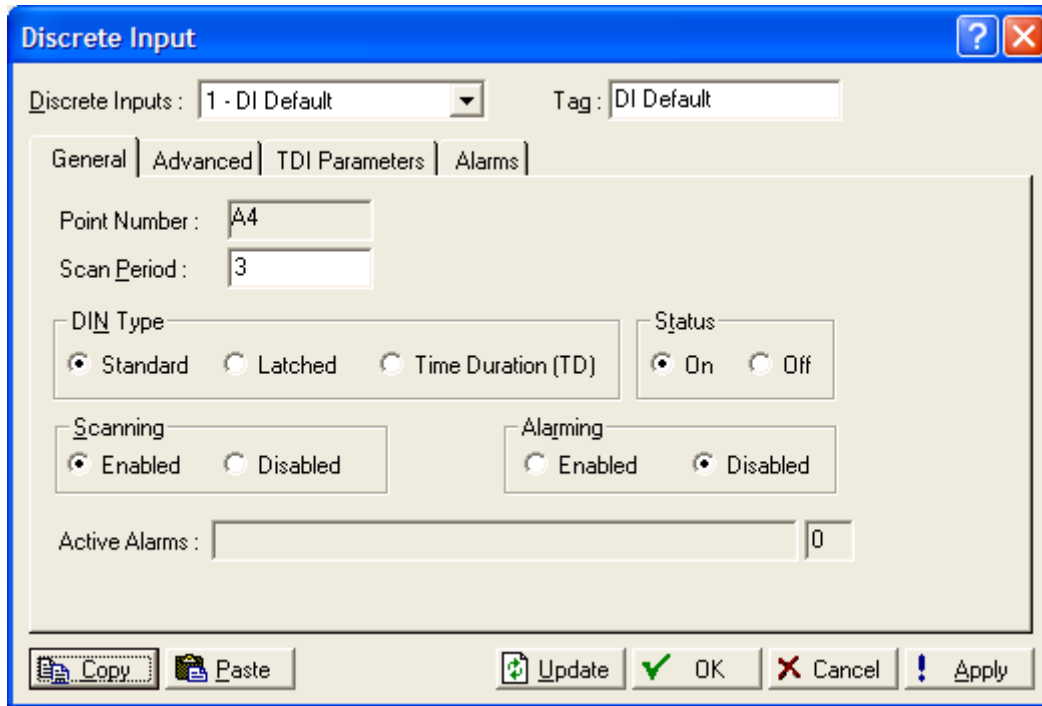 Discrete Input
Discrete Inputs : 1 - DI Default Tag : DI Default
General Advanced TDI Parameters Alarms
Point Number : A4
Scan Period : 3
DIN Type Status
Standard Latched Time Duration (TD) On Off
Scanning Alarming
Enabled Disabled Enabled Disabled
Active Alarms : 0
Copy Paste Update OK Cancel ! Apply